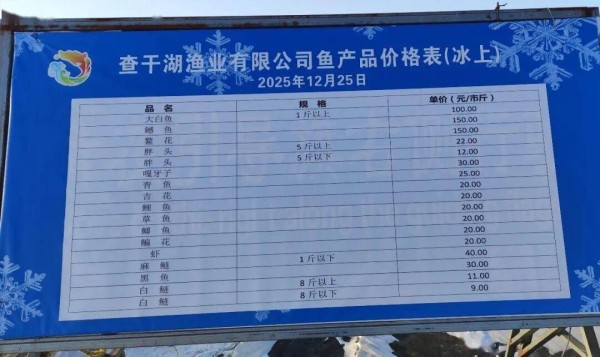 查干湖渔业有限公司鱼产品价格表(冰上)
2025年12月25日
品 名 规 格 单价（元/市斤）
大白鱼 1斤以上 100.00
鳡 鱼 150.00
鳌 花 150.00
胖 头 5斤以上 22.00
胖 头 5斤以下 12.00
嘎牙子 30.00
青 鱼 25.00
吉 花 20.00
鲤 鱼 20.00
草 鱼 20.00
鲫 鱼 20.00
鳊 花 20.00
虾 20.00
麻 鲢 1斤以下 40.00
黑 鱼 30.00
白 鲢 8斤以上 11.00
白 鲢 8斤以下 9.00